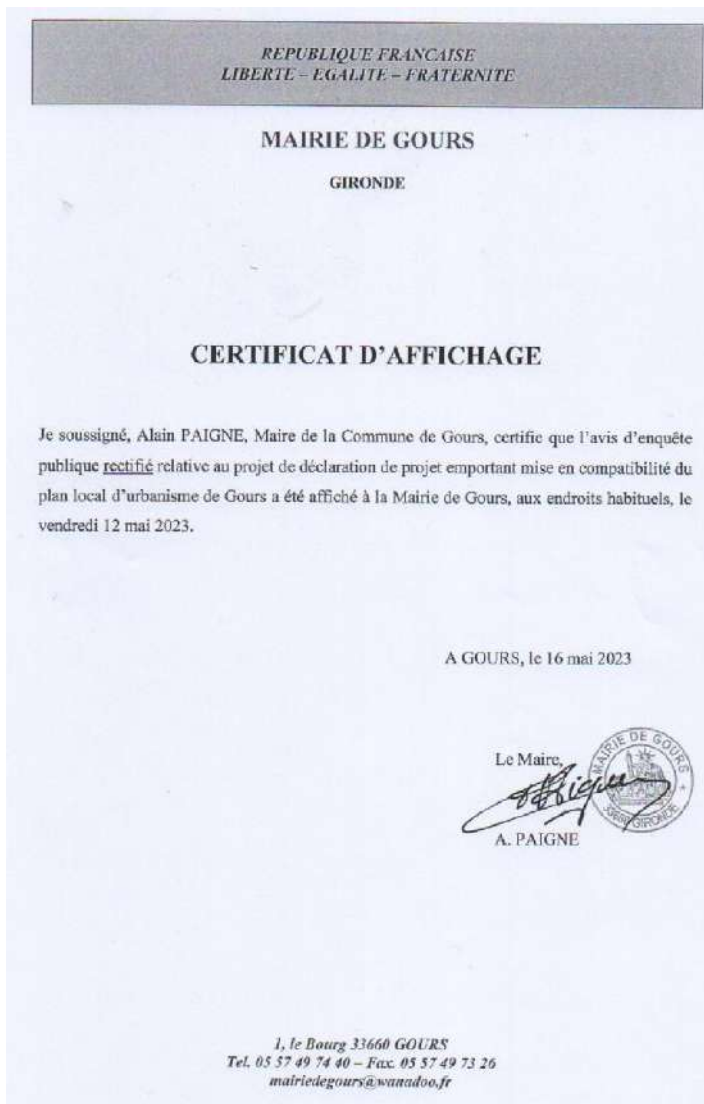 REPUBLIQUE FRANCAISE
LIBERTE – EGALITE – FRATERNITE
MAIRIE DE GOURS
GIRONDE
CERTIFICAT D'AFFICHAGE
Je soussigné, Alain PAIGNE, Maire de la Commune de Gours, certifie que l'avis d'enquête
publique rectifié relative au projet de déclaration de projet emportant mise en compatibilité du
plan local d'urbanisme de Gours a été affiché à la Mairie de Gours, aux endroits habituels, le
vendredi 12 mai 2023.
A GOURS, le 16 mai 2023
Le Maire,
MAIRIE DE GOURS
33660 GIRONDE
A. PAIGNE
1, le Bourg 33660 GOURS
Tel. 05 57 49 74 40 – Fax. 05 57 49 73 26
mairiedegours@wanadoo.fr